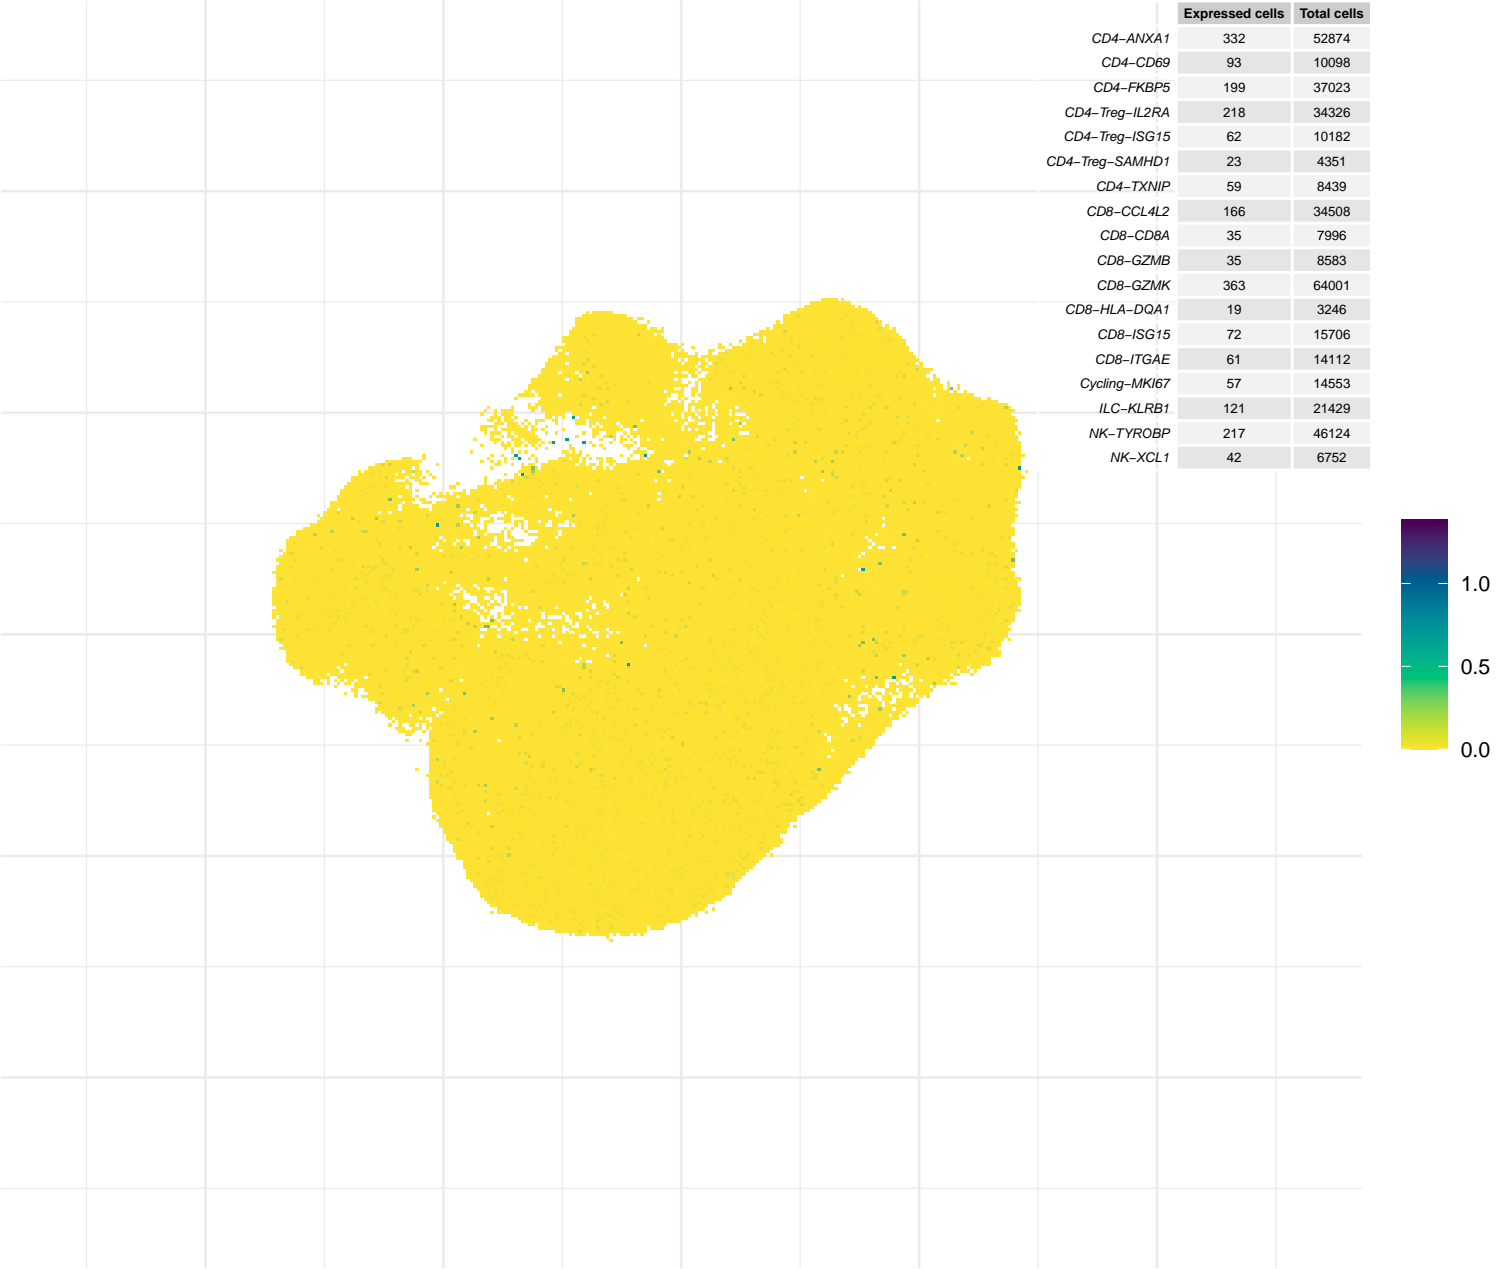 Expressed cells Total cells
CD4−ANXA1 332 52874
CD4−CD69 93 10098
CD4−FKBP5 199 37023
CD4−Treg−IL2RA 218 34326
CD4−Treg−ISG15 62 10182
CD4−Treg−SAMHD1 23 4351
CD4−TXNIP 59 8439
CD8−CCL4L2 166 34508
CD8−CD8A 35 7996
CD8−GZMB 35 8583
CD8−GZMK 363 64001
CD8−HLA−DQA1 19 3246
CD8−ISG15 72 15706
CD8−ITGAE 61 14112
Cycling−MKI67 57 14553
ILC−KLRB1 121 21429
NK−TYROBP 217 46124
NK−XCL1 42 6752
1.0
0.5
0.0